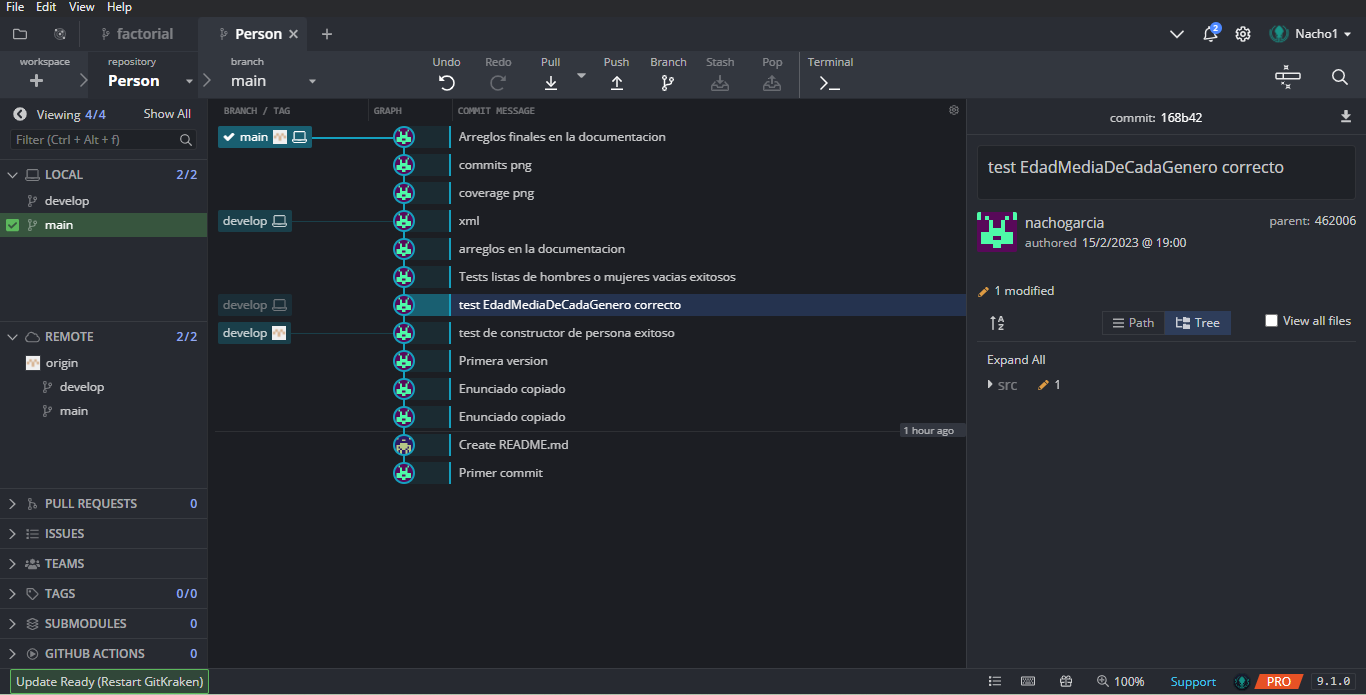 File Edit View Help
factorial Person
2 Nacho1
workspace repository Person branch main Undo Redo Pull Push Branch Stash Pop Terminal
Viewing 4/4 Show All
Filter (Ctrl + Alt + f)
LOCAL 2/2
develop
main
REMOTE 2/2
origin
develop
main
PULL REQUESTS 0
ISSUES
TEAMS
TAGS 0/0
SUBMODULES 0
GITHUB ACTIONS 0
BRANCH / TAG GRAPH COMMIT MESSAGE
main Arreglos finales en la documentacion
commits png
coverage png
develop xml
arreglos en la documentacion
Tests listas de hombres o mujeres vacias exitosos
develop test EdadMediaDeCadaGenero correcto
develop test de constructor de persona exitoso
Primera version
Enunciado copiado
Enunciado copiado
1 hour ago
Create README.md
Primer commit
commit: 168b42
test EdadMediaDeCadaGenero correcto
nachogarcia parent: 462006
authored 15/2/2023 @ 19:00
1 modified
A Z Path Tree View all files
Expand All
src 1
Update Ready (Restart GitKraken) 100% Support PRO 9.1.0